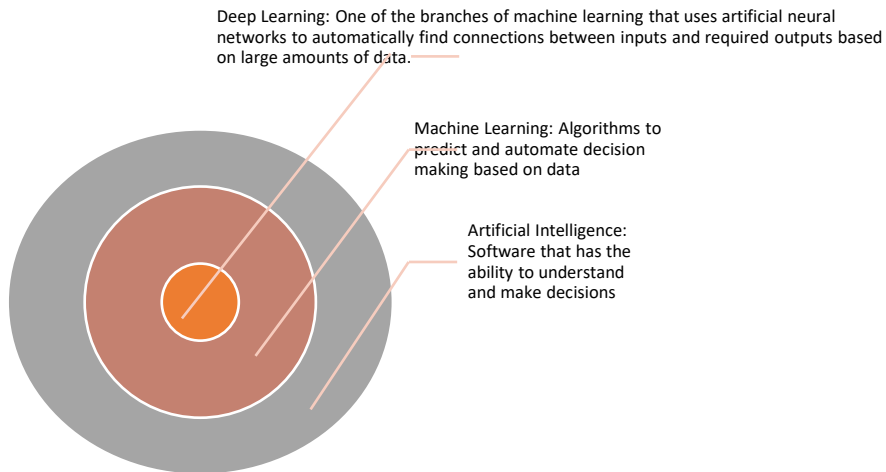 Deep Learning: One of the branches of machine learning that uses artificial neural
networks to automatically find connections between inputs and required outputs based
on large amounts of data.
Machine Learning: Algorithms to
predict and automate decision
making based on data
Artificial Intelligence:
Software that has the
ability to understand
and make decisions